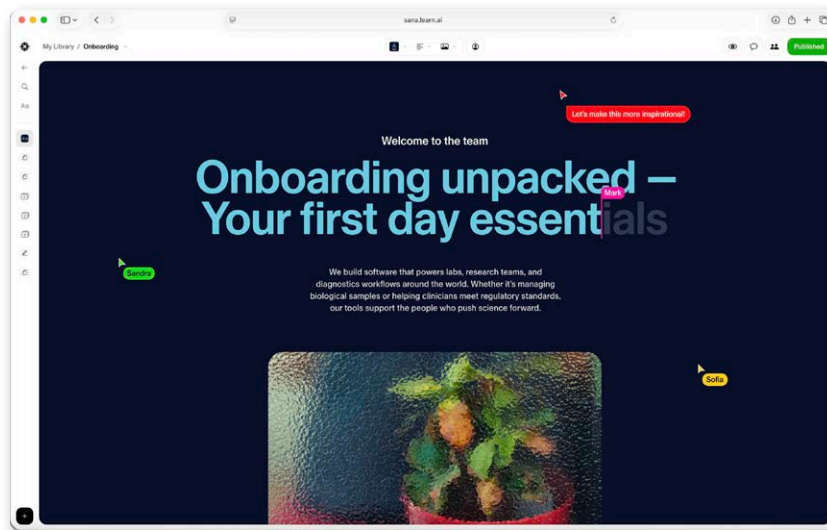 sana.learn.ai
My Library / Onboarding
Published
Aa
Let's make this more inspirational!
Welcome to the team
Onboarding unpacked –
Mark
Your first day essentials
Sandra
We build software that powers labs, research teams, and
diagnostics workflows around the world. Whether it's managing
biological samples or helping clinicians meet regulatory standards,
our tools support the people who push science forward.
Sofia